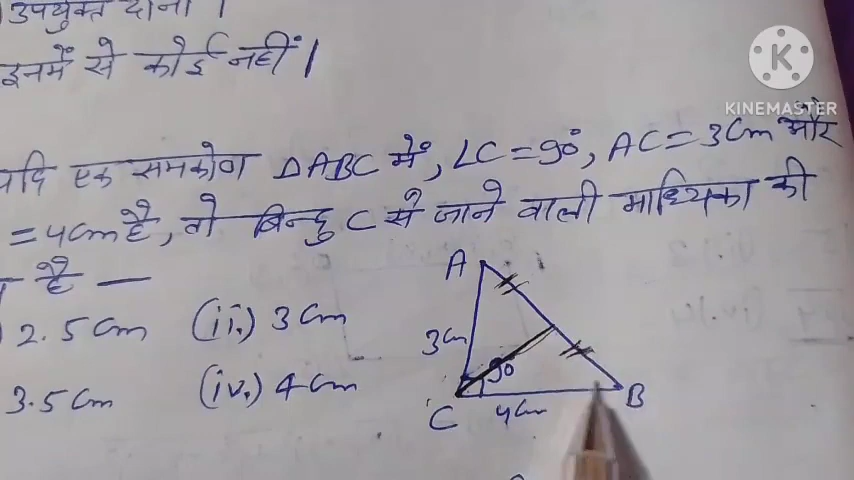 उपर्युक्त दोनों ।
इनमें से कोई नहीं ।
K
KINEMASTER
यदि एक समकोण ΔABC में, ∠C = 90°, AC = 3cm और
= 4cm है, तो बिन्दु C से जाने वाली माध्यिका की
है —
2.5 cm (ii.) 3 cm
3.5 cm (iv.) 4 cm
A
3cm
90
C 4cm B